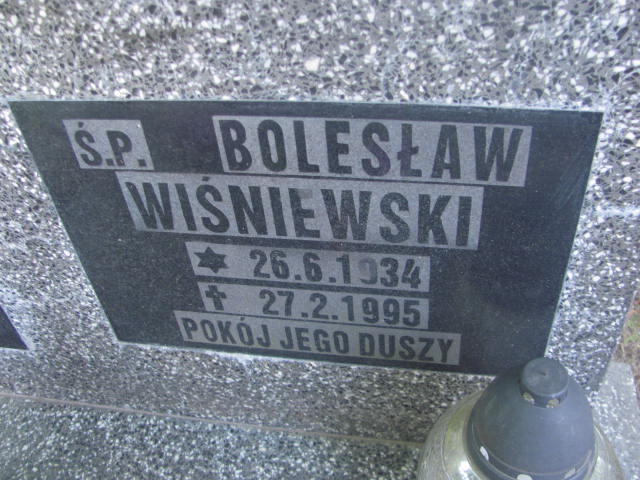 Ś.P. BOLESŁAW
WIŚNIEWSKI
★ 26.6.1934
✝ 27.2.1995
POKÓJ JEGO DUSZY